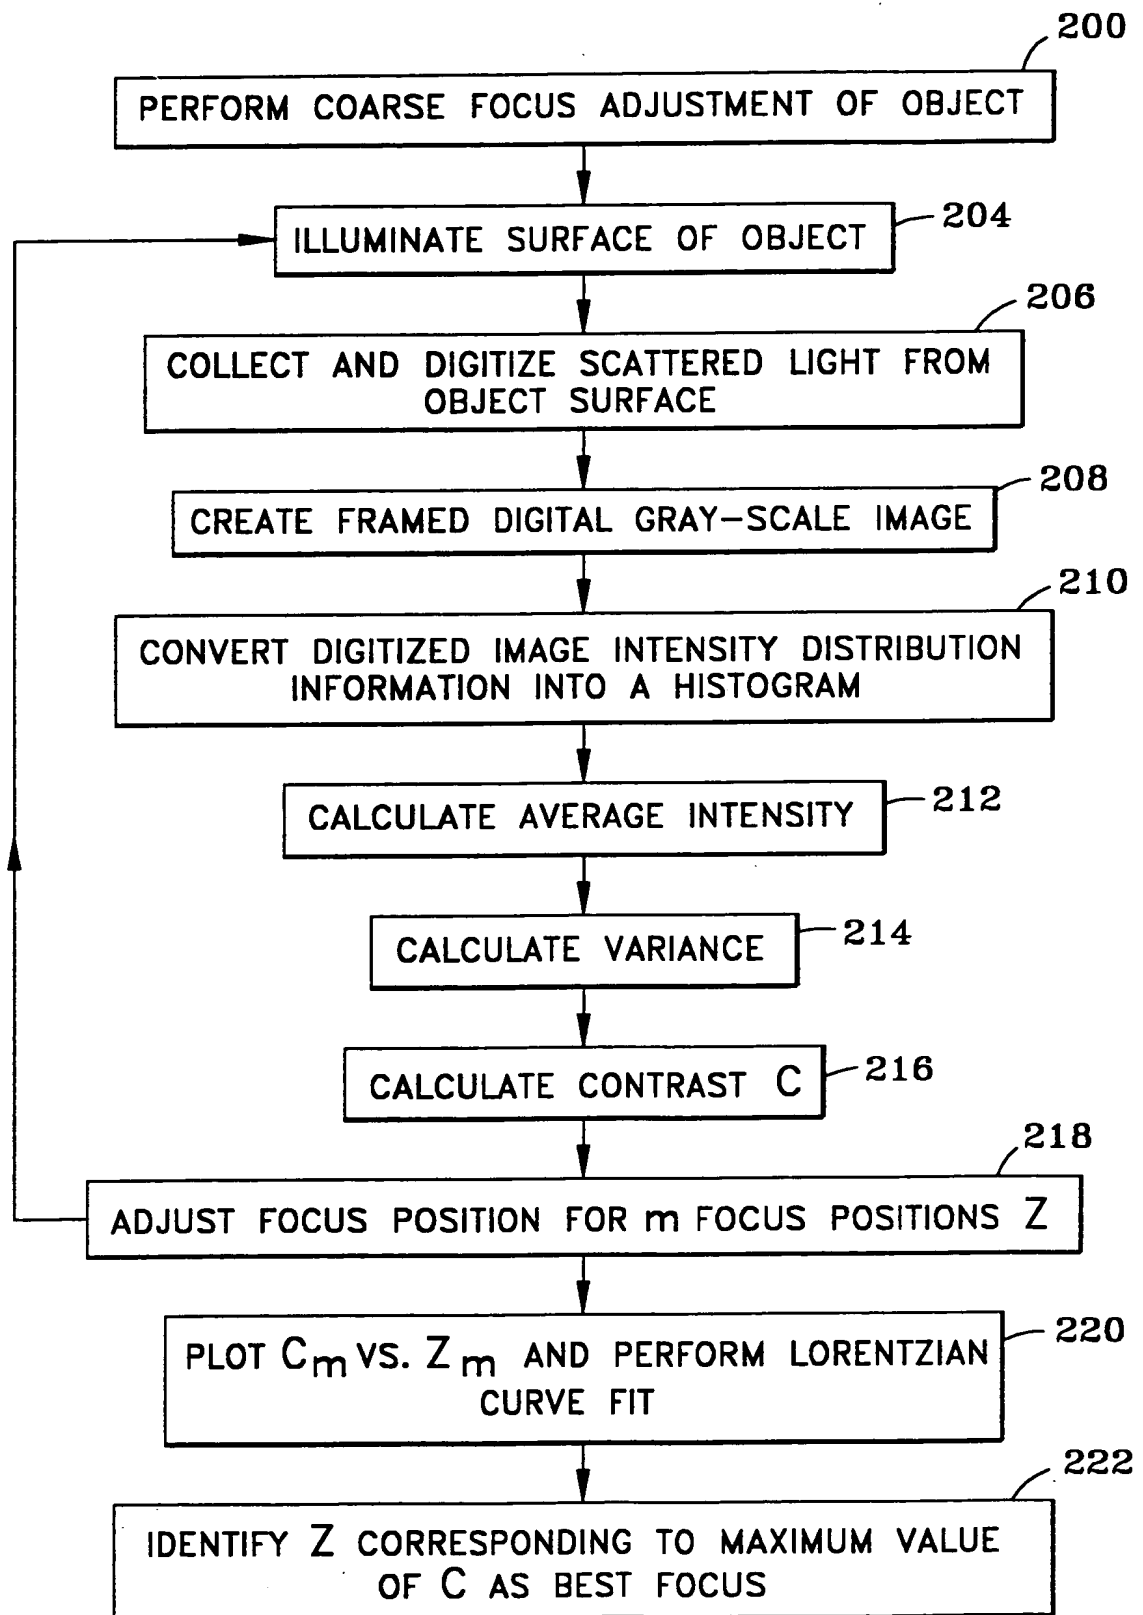 200
PERFORM COARSE FOCUS ADJUSTMENT OF OBJECT
204
ILLUMINATE SURFACE OF OBJECT
206
COLLECT AND DIGITIZE SCATTERED LIGHT FROM
OBJECT SURFACE
208
CREATE FRAMED DIGITAL GRAY-SCALE IMAGE
210
CONVERT DIGITIZED IMAGE INTENSITY DISTRIBUTION
INFORMATION INTO A HISTOGRAM
CALCULATE AVERAGE INTENSITY
212
CALCULATE VARIANCE
214
CALCULATE CONTRAST C
216
218
ADJUST FOCUS POSITION FOR m FOCUS POSITIONS Z
220
PLOT Cm VS. Zm AND PERFORM LORENTZIAN
CURVE FIT
222
IDENTIFY Z CORRESPONDING TO MAXIMUM VALUE
OF C AS BEST FOCUS